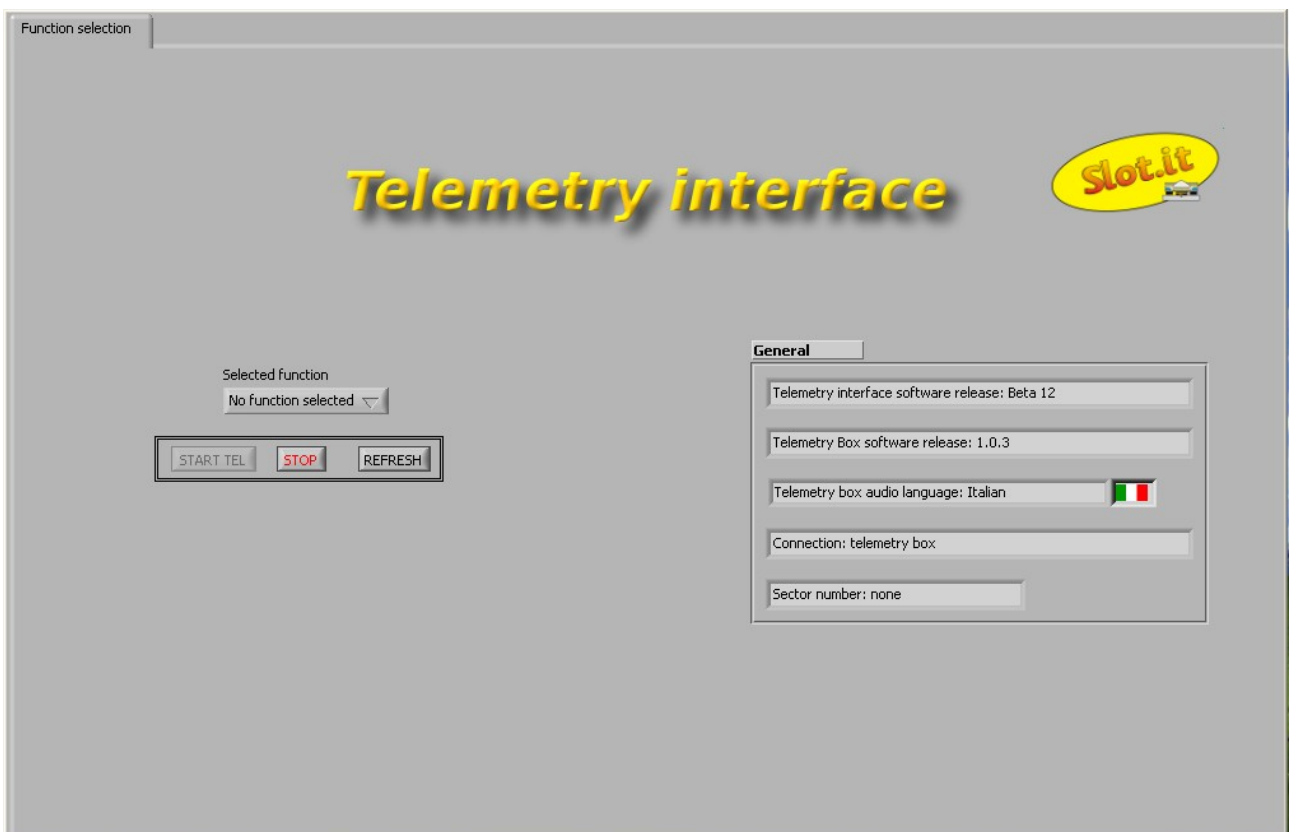 Function selection
Telemetry interface
Slot.it
General
Selected function
No function selected
Telemetry interface software release: Beta 12
START TEL
STOP
REFRESH
Telemetry Box software release: 1.0.3
Telemetry box audio language: Italian
Connection: telemetry box
Sector number: none